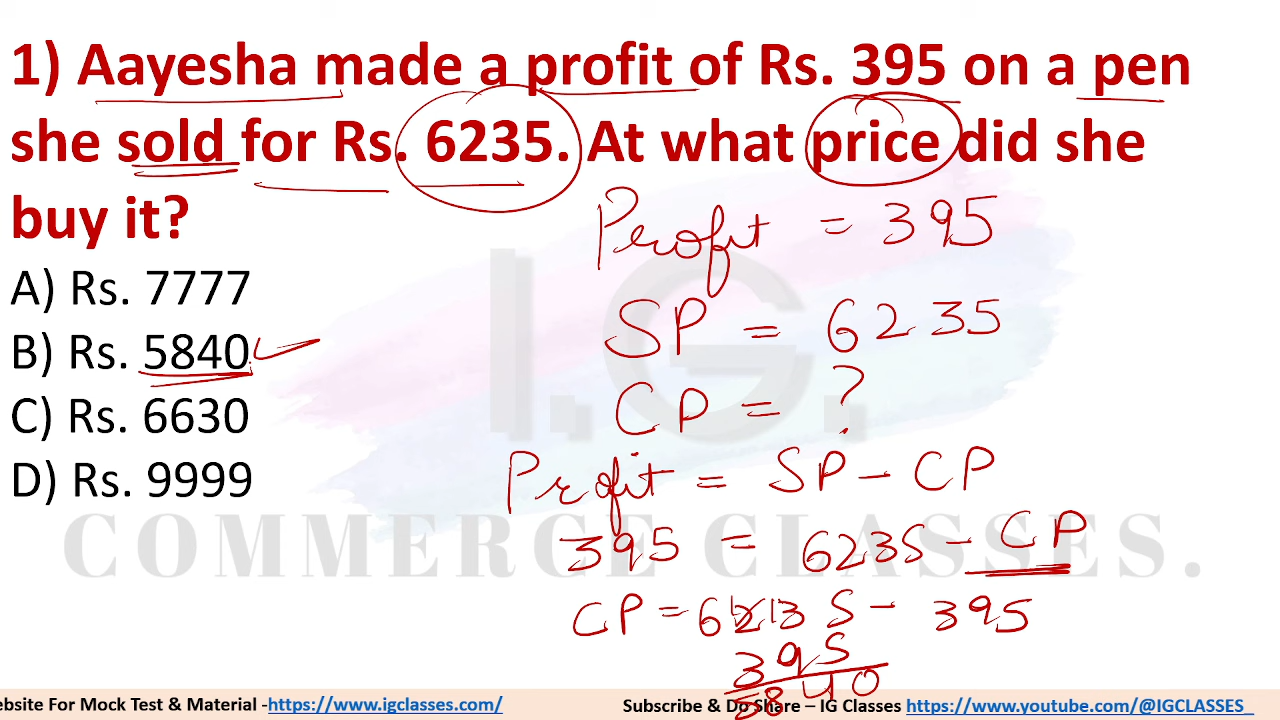 1) Aayesha made a profit of Rs. 395 on a pen
she sold for Rs. 6235. At what price did she
buy it?
A) Rs. 7777
B) Rs. 5840
C) Rs. 6630
D) Rs. 9999
Profit = 395
SP = 6235
CP = ?
Profit = SP - CP
395 = 6235 - CP
CP = 6235 - 395
395
5840
I.G.
COMMERCE CLASSES.
ebsite For Mock Test & Material -https://www.igclasses.com/
Subscribe & Do Share – IG Classes https://www.youtube.com/@IGCLASSES_